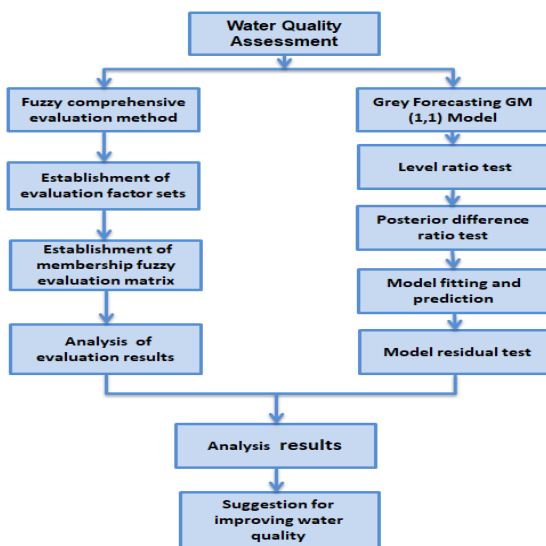 Water Quality
Assessment
Fuzzy comprehensive
evaluation method
Establishment of
evaluation factor sets
Establishment of
membership fuzzy
evaluation matrix
Analysis of
evaluation results
Grey Forecasting GM
(1,1) Model
Level ratio test
Posterior difference
ratio test
Model fitting and
prediction
Model residual test
Analysis results
Suggestion for
improving water
quality